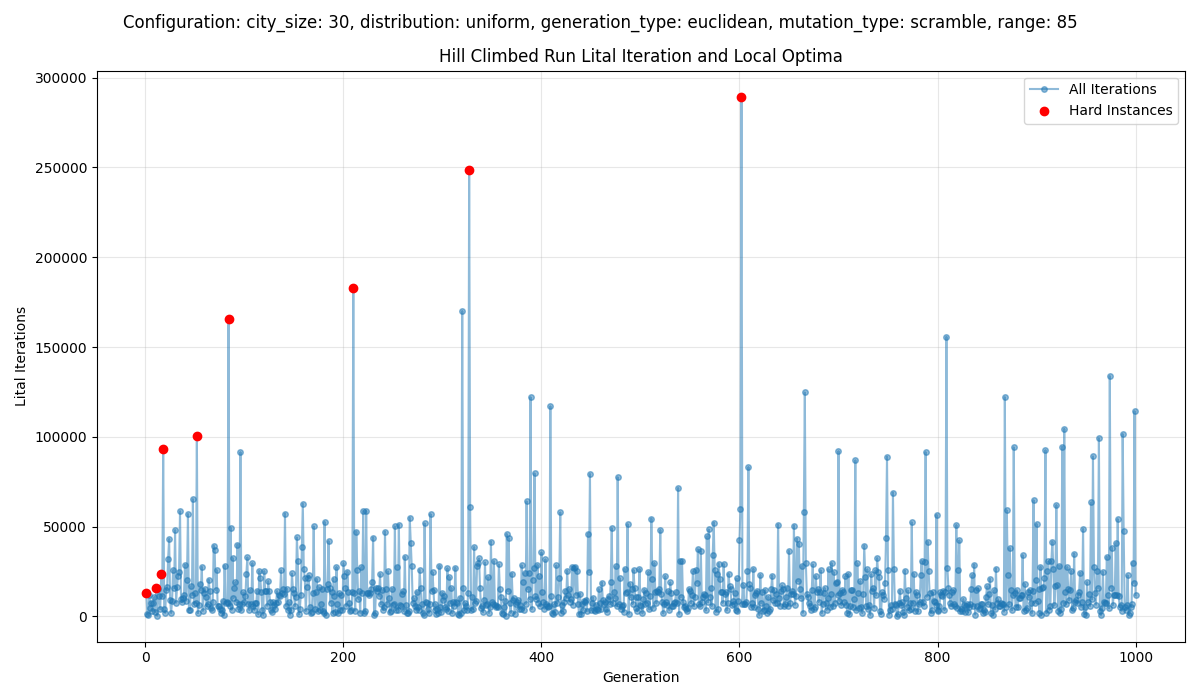 Configuration: city_size: 30, distribution: uniform, generation_type: euclidean, mutation_type: scramble, range: 85
Hill Climbed Run Lital Iteration and Local Optima
300000
250000
200000
150000
100000
50000
0
Lital Iterations
All Iterations
Hard Instances
0 200 400 600 800 1000
Generation